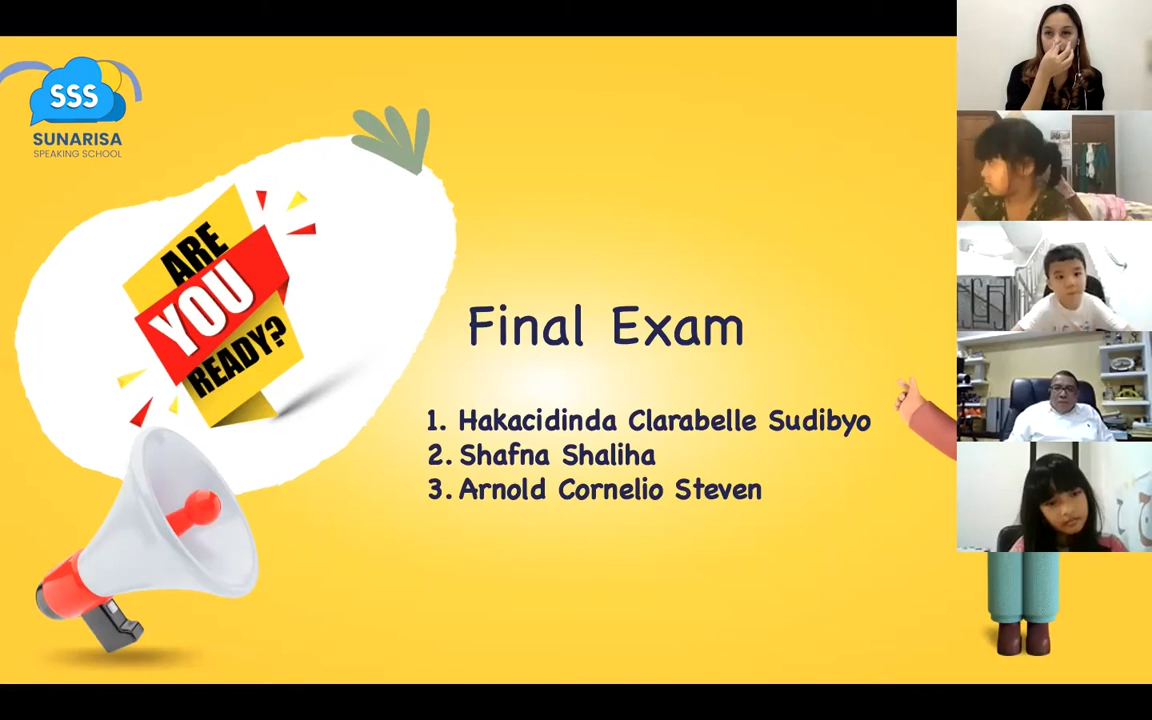 SSS
SUNARISA
SPEAKING SCHOOL
ARE
YOU
READY?
Final Exam
1. Hakacidinda Clarabelle Sudibyo
2. Shafna Shaliha
3. Arnold Cornelio Steven